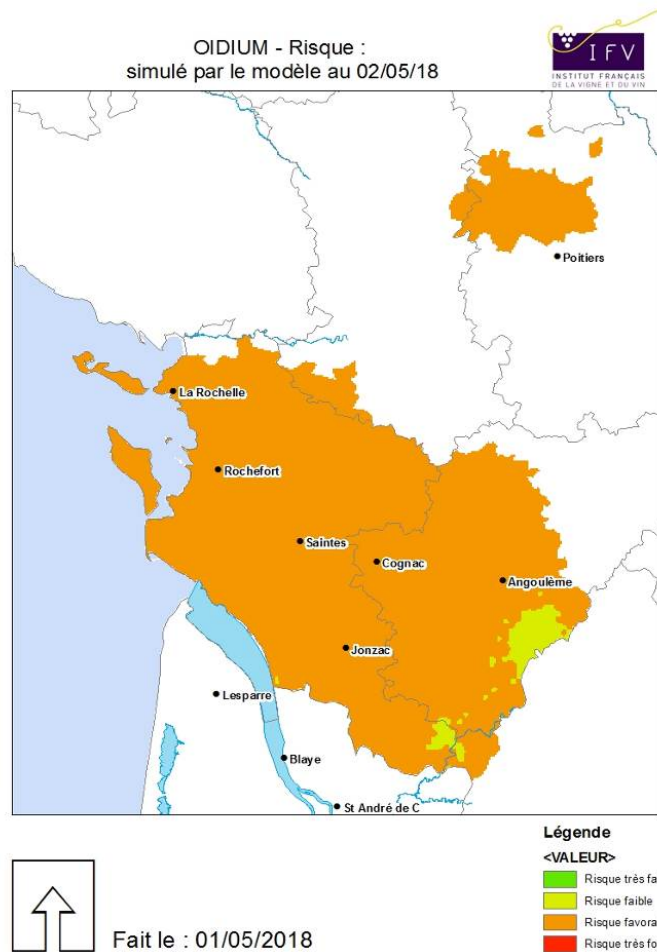 OIDIUM - Risque :
simulé par le modèle au 02/05/18
IFV
INSTITUT FRANÇAIS
DE LA VIGNE ET DU VIN
Poitiers
La Rochelle
Rochefort
Saintes
Cognac
Angoulème
Jonzac
Lesparre
Blaye
St André de C
Légende
<VALEUR>
Risque très fa
Risque faible
Risque favora
Risque très fo
Fait le : 01/05/2018